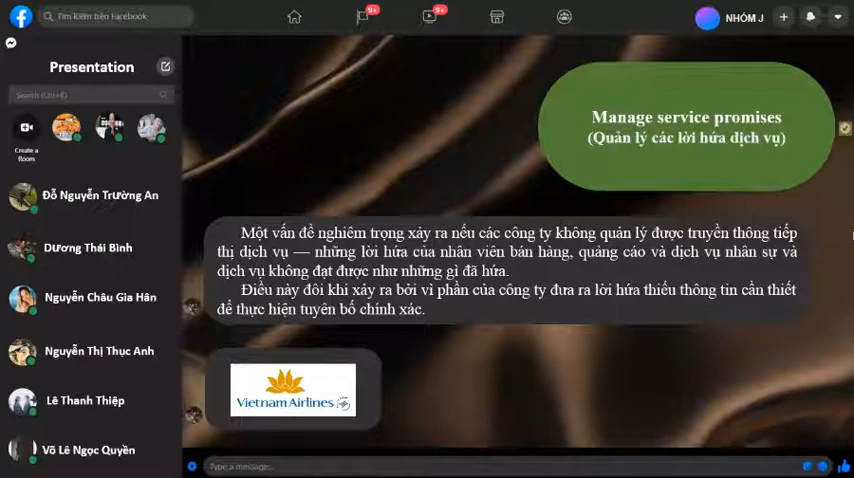 Tìm kiếm trên Facebook
9+
9+
NHÓM J
Presentation
Search (Ctrl+K)
Create a
Room
Đỗ Nguyễn Trường An
Dương Thái Bình
Nguyễn Châu Gia Hân
Nguyễn Thị Thục Anh
Lê Thanh Thiệp
Võ Lê Ngọc Quyền
Manage service promises
(Quản lý các lời hứa dịch vụ)
Một vấn đề nghiêm trọng xảy ra nếu các công ty không quản lý được truyền thông tiếp
thị dịch vụ — những lời hứa của nhân viên bán hàng, quảng cáo và dịch vụ nhân sự và
dịch vụ không đạt được như những gì đã hứa.
Điều này đôi khi xảy ra bởi vì phần của công ty đưa ra lời hứa thiếu thông tin cần thiết
để thực hiện tuyên bố chính xác.
Vietnam Airlines
Type a message...